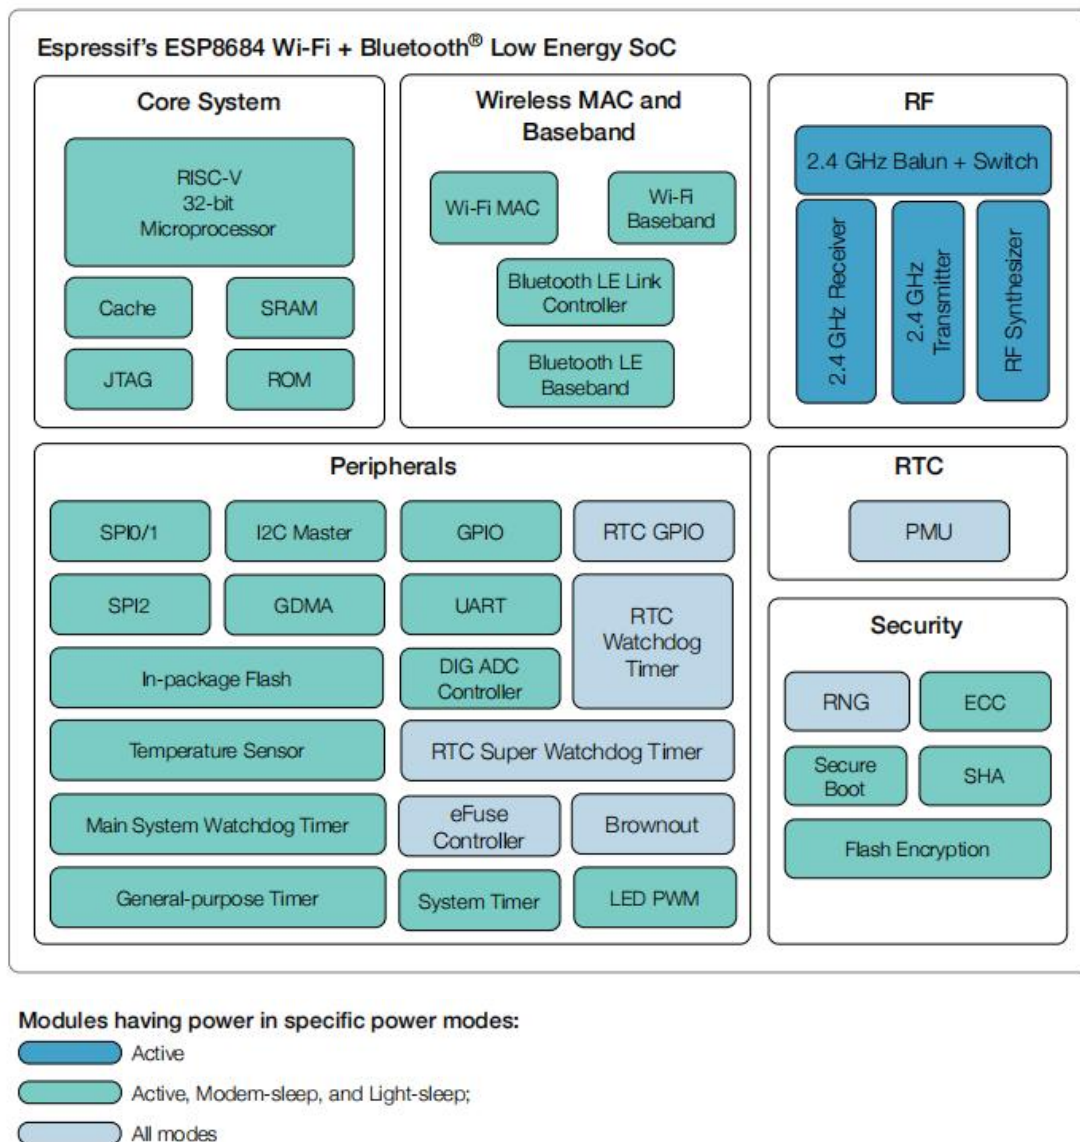 Espressif's ESP8684 Wi-Fi + Bluetooth® Low Energy SoC
Core System
RISC-V
32-bit
Microprocessor
Cache
SRAM
JTAG
ROM
Wireless MAC and
Baseband
Wi-Fi MAC
Wi-Fi
Baseband
Bluetooth LE Link
Controller
Bluetooth LE
Baseband
RF
2.4 GHz Balun + Switch
2.4 GHz Receiver
2.4 GHz
Transmitter
RF Synthesizer
Peripherals
SPI0/1
I2C Master
GPIO
RTC GPIO
SPI2
GDMA
UART
RTC
Watchdog
Timer
In-package Flash
DIG ADC
Controller
Temperature Sensor
RTC Super Watchdog Timer
Main System Watchdog Timer
eFuse
Controller
Brownout
General-purpose Timer
System Timer
LED PWM
RTC
PMU
Security
RNG
ECC
Secure
Boot
SHA
Flash Encryption
Modules having power in specific power modes:
Active
Active, Modem-sleep, and Light-sleep;
All modes